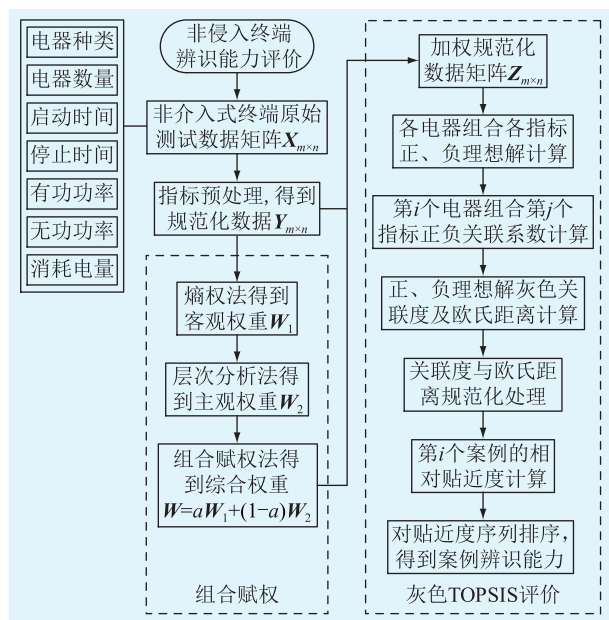 电器种类
电器数量
启动时间
停止时间
有功功率
无功功率
消耗电量
非侵入终端
辨识能力评价
非介入式终端原始
测试数据矩阵Xm×n
指标预处理,得到
规范化数据Ym×n
熵权法得到
客观权重W1
层次分析法得
到主观权重W2
组合赋权法得
到综合权重
W=aW1+(1−a)W2
组合赋权
加权规范化
数据矩阵Zm×n
各电器组合各指标
正、负理想解计算
第i个电器组合第j个
指标正负关联系数计算
正、负理想解灰色关
联度及欧氏距离计算
关联度与欧氏距
离规范化处理
第i个案例的相
对贴近度计算
对贴近度序列排序,
得到案例辨识能力
灰色TOPSIS评价